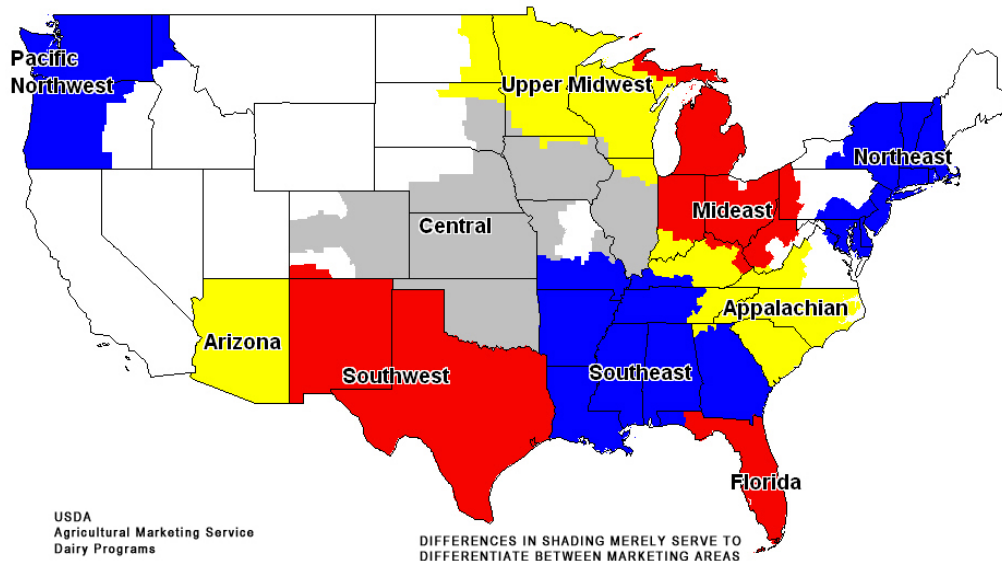 Pacific
Northwest
Upper Midwest
Northeast
Mideast
Central
Appalachian
Arizona
Southwest
Southeast
Florida
USDA
Agricultural Marketing Service
Dairy Programs
DIFFERENCES IN SHADING MERELY SERVE TO
DIFFERENTIATE BETWEEN MARKETING AREAS